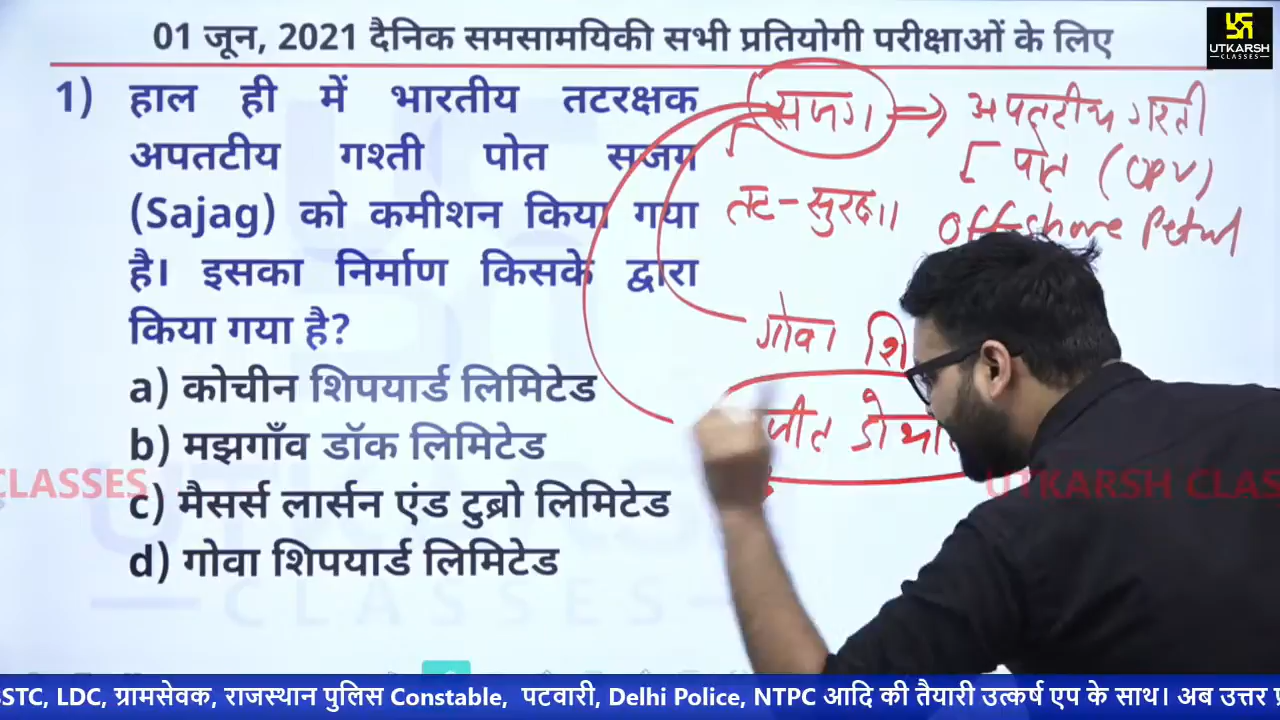 01 जून, 2021 दैनिक समसामयिकी सभी प्रतियोगी परीक्षाओं के लिए
UTKARSH
CLASSES
1) हाल ही में भारतीय तटरक्षक
अपतटीय गश्ती पोत सजग
(Sajag) को कमीशन किया गया
है। इसका निर्माण किसके द्वारा
किया गया है?
a) कोचीन शिपयार्ड लिमिटेड
b) मझगाँव डॉक लिमिटेड
c) मैसर्स लार्सन एंड टुब्रो लिमिटेड
d) गोवा शिपयार्ड लिमिटेड
सजग
अपतटीय गश्ती
पोत (OPV)
तट-सुरक्षा
Offshore Petrol
गोवा शि
जीत डोभा
CLASSES
UTKARSH CLASS
CLASSES
STC, LDC, ग्रामसेवक, राजस्थान पुलिस Constable, पटवारी, Delhi Police, NTPC आदि की तैयारी उत्कर्ष एप के साथ। अब उत्तर